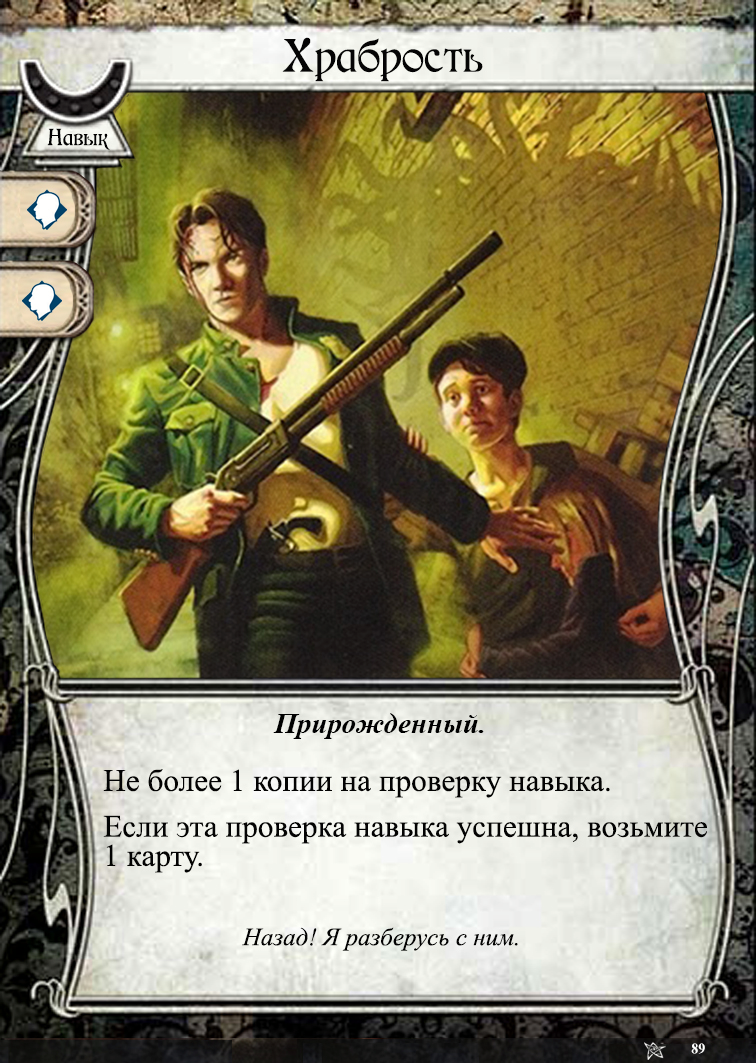 Храбрость
Навык
Прирожденный.
Не более 1 копии на проверку навыка.
Если эта проверка навыка успешна, возьмите
1 карту.
Назад! Я разберусь с ним.
89